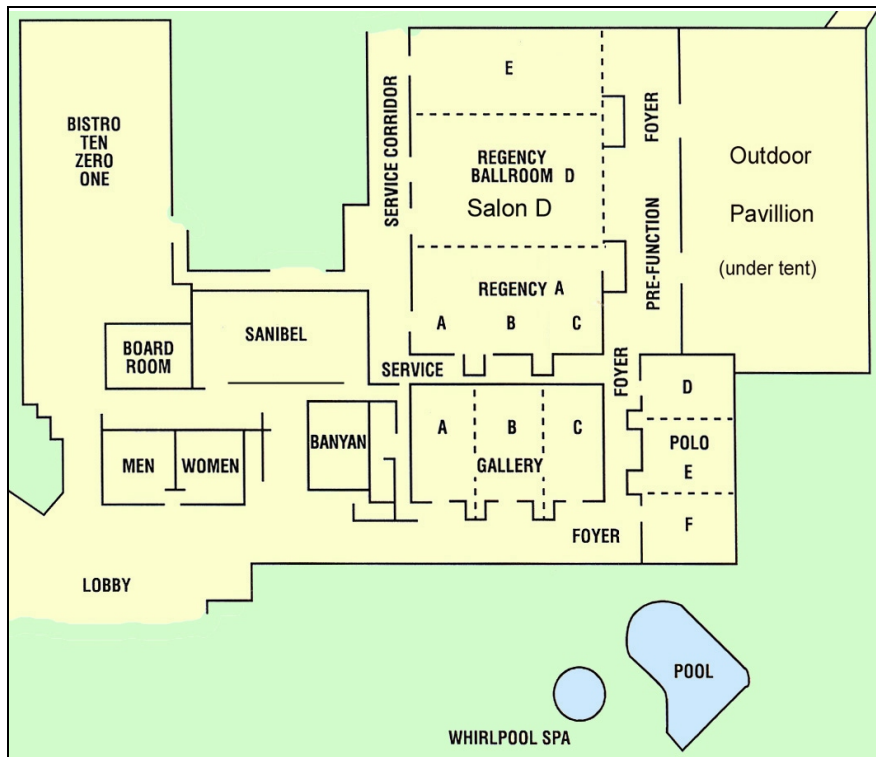 BISTRO
TEN
ZERO
ONE
SERVICE CORRIDOR
E
REGENCY
BALLROOM D
Salon D
REGENCY A
A B C
FOYER
PRE-FUNCTION
Outdoor
Pavillion
(under tent)
BOARD
ROOM
SANIBEL
SERVICE
FOYER
MEN
WOMEN
BANYAN
A B C
GALLERY
D
POLO
E
F
FOYER
LOBBY
POOL
WHIRLPOOL SPA